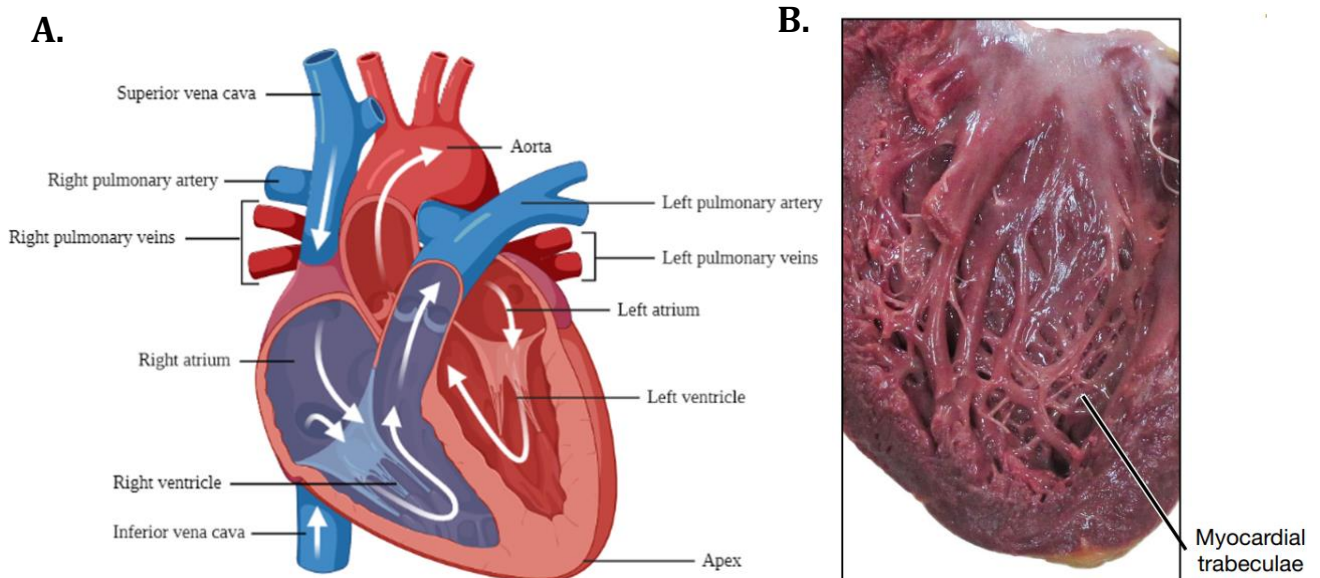 A.
Superior vena cava
Right pulmonary artery
Right pulmonary veins
Right atrium
Right ventricle
Inferior vena cava
Aorta
Left pulmonary artery
Left pulmonary veins
Left atrium
Left ventricle
Apex
B.
Myocardial
trabeculae